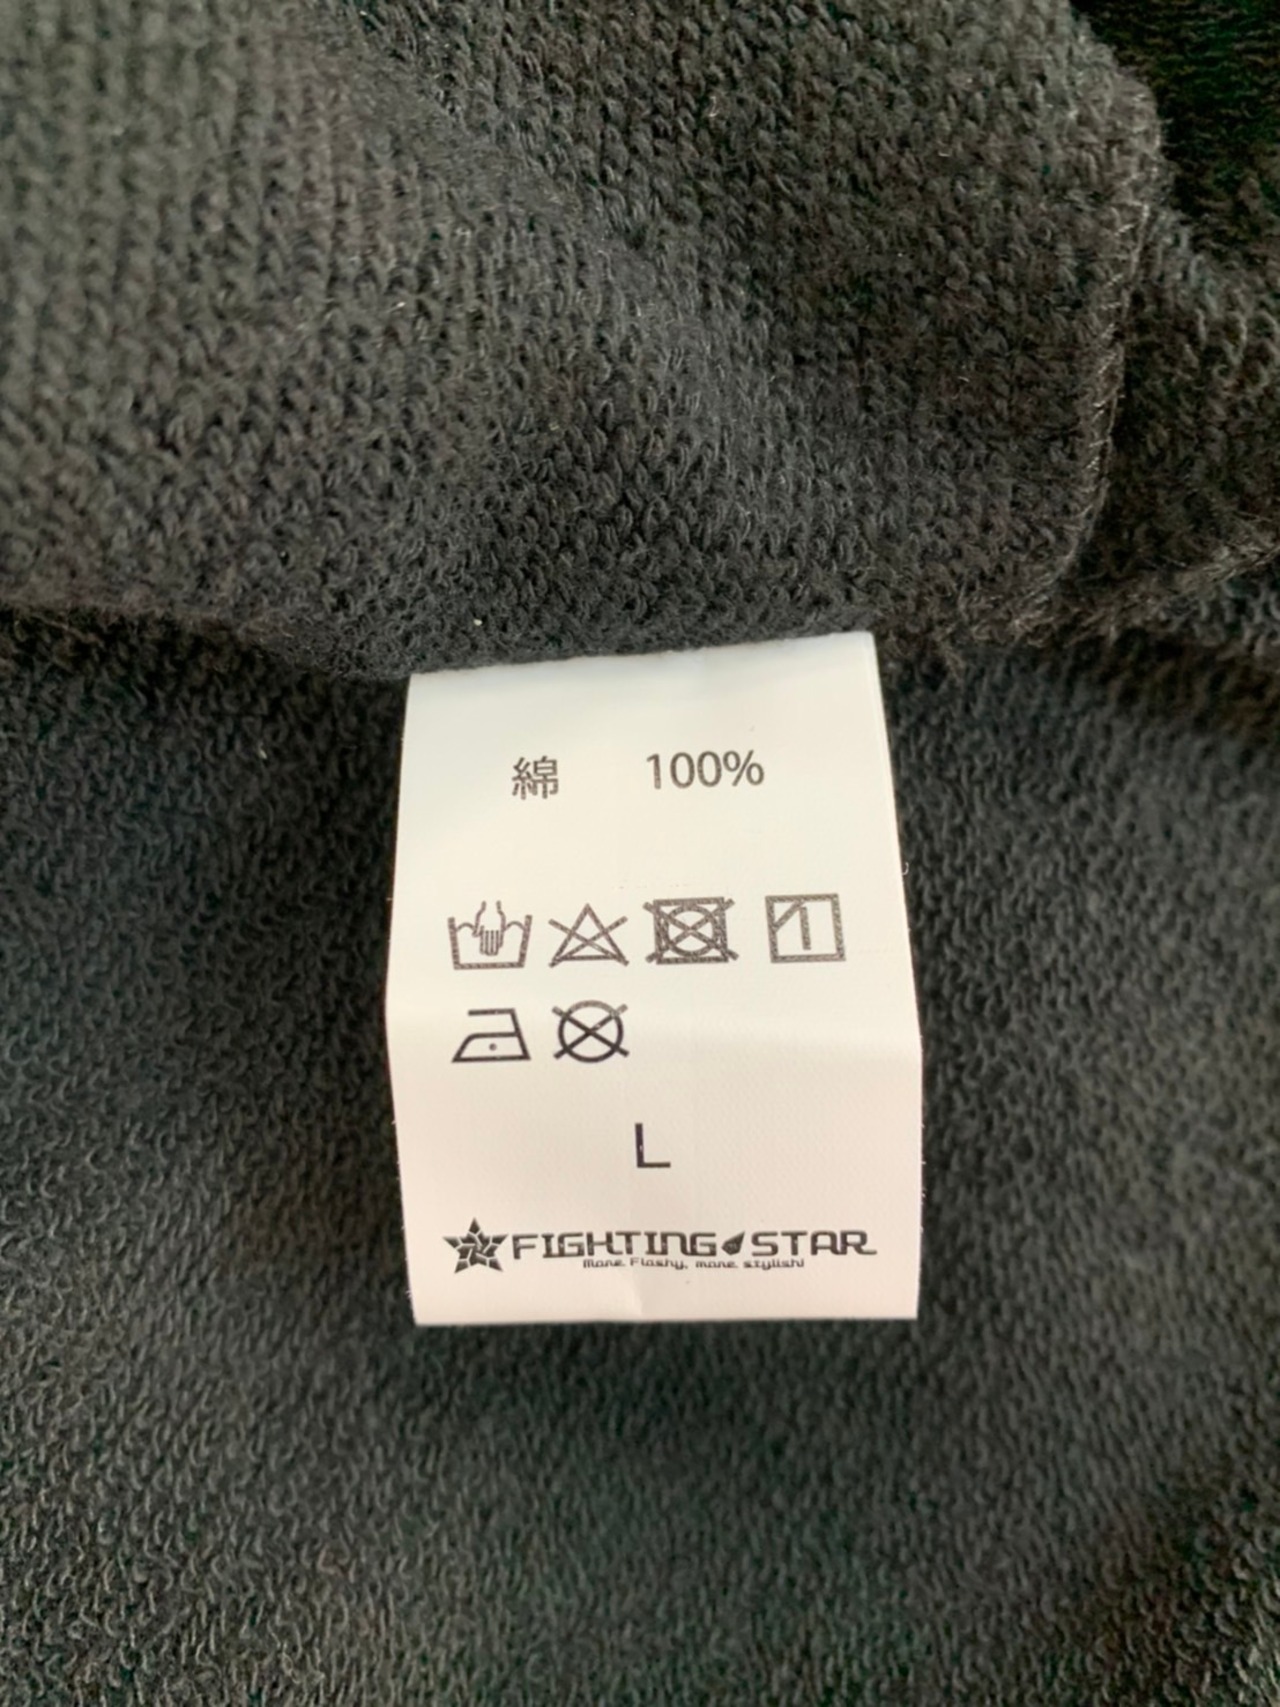 綿 100%
L
FIGHTING STAR
More Flashy, more stylish!